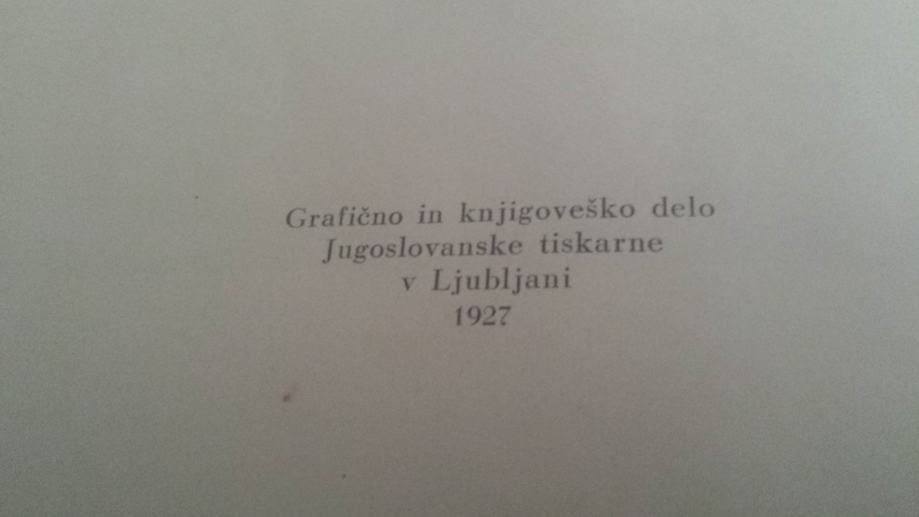 Grafično in knjigoveško delo
Jugoslovanske tiskarne
v Ljubljani
1927